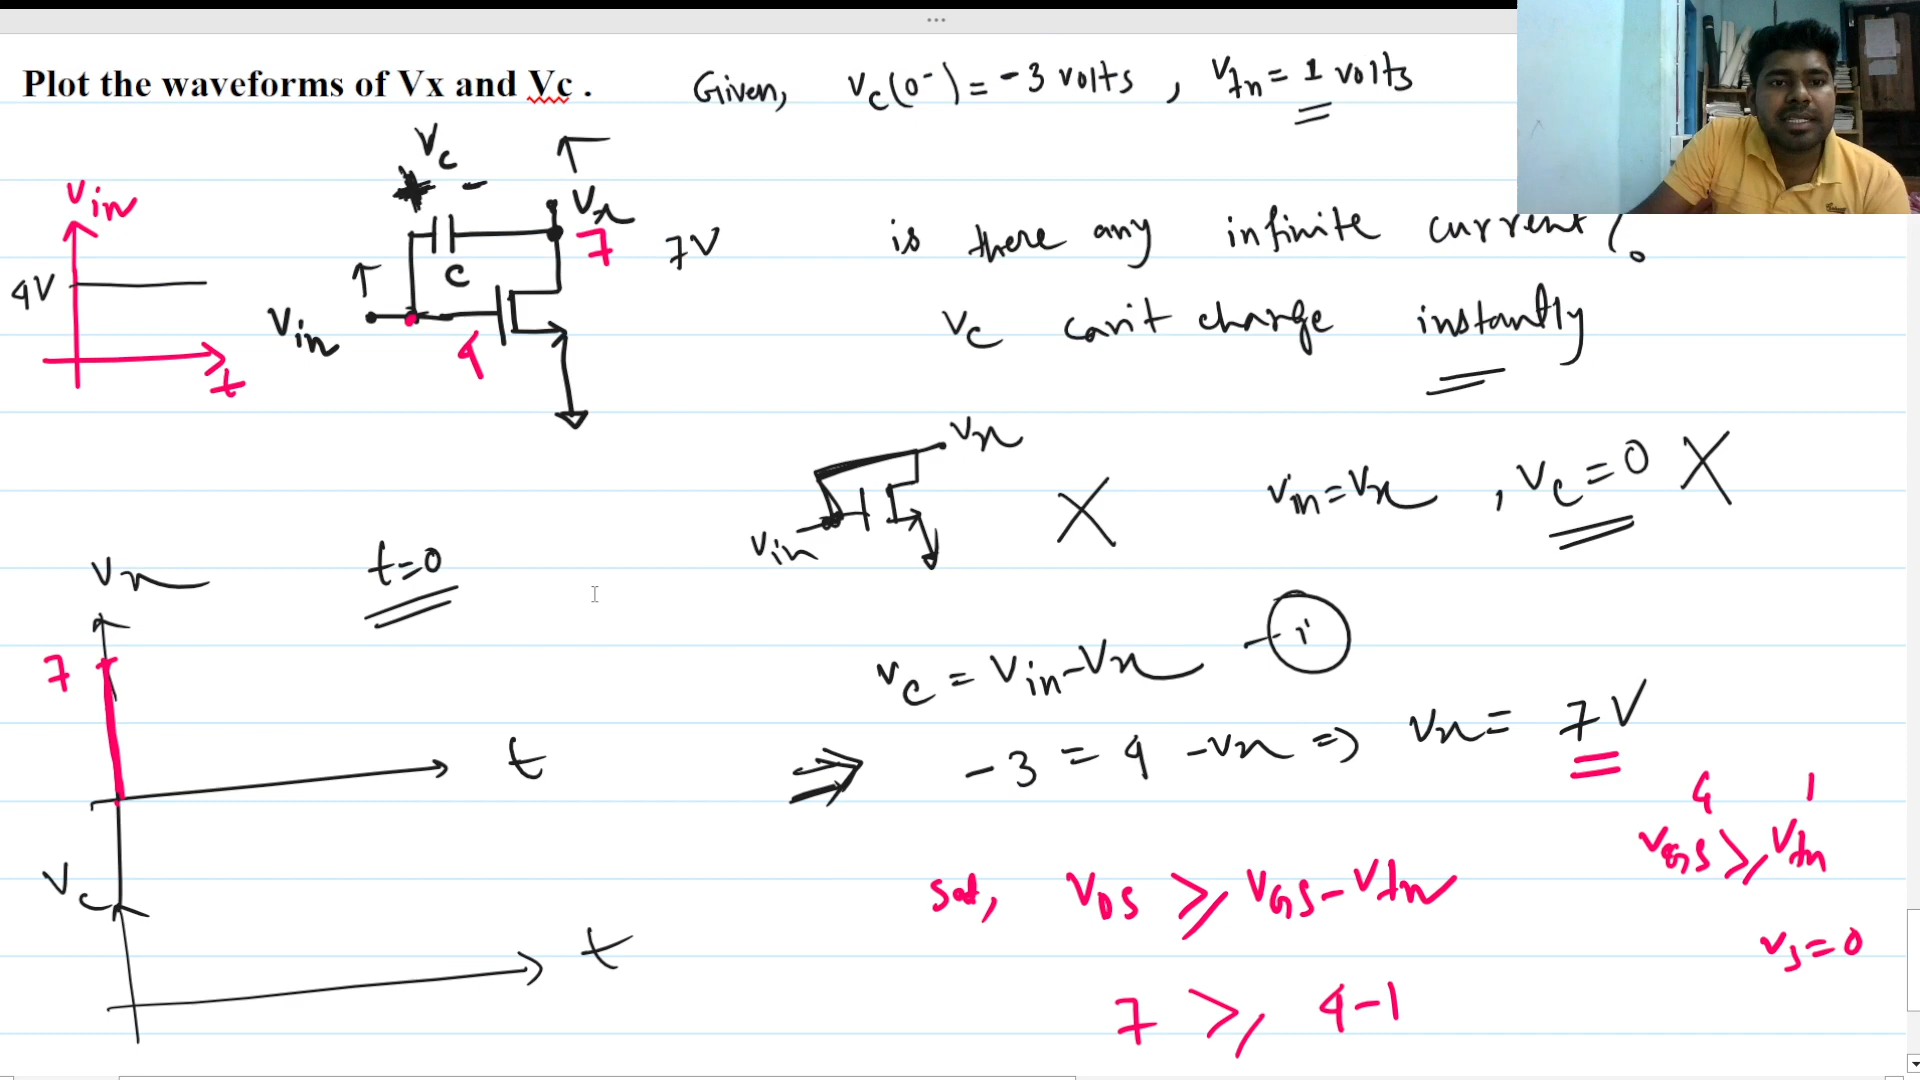 Plot the waveforms of Vx and Vc .
Given, Vc(0⁻) = -3 volts , Vtn = 1 volts
Vc
+ -
Vin
Vx
7
7V
4V
C
Vin
4
t
is there any infinite current?
Vc can't change instantly
Vx
Vin
X
Vin = Vx , Vc = 0 X
Vx
t=0
7
t
Vc = Vin - Vx - i
⇒ -3 = 4 - Vx ⇒ Vx = 7V
4 1
VGS ≥ Vtn
Vc
Sat, VDS ≥ VGS - Vtn
Vs = 0
t
7 ≥ 4-1